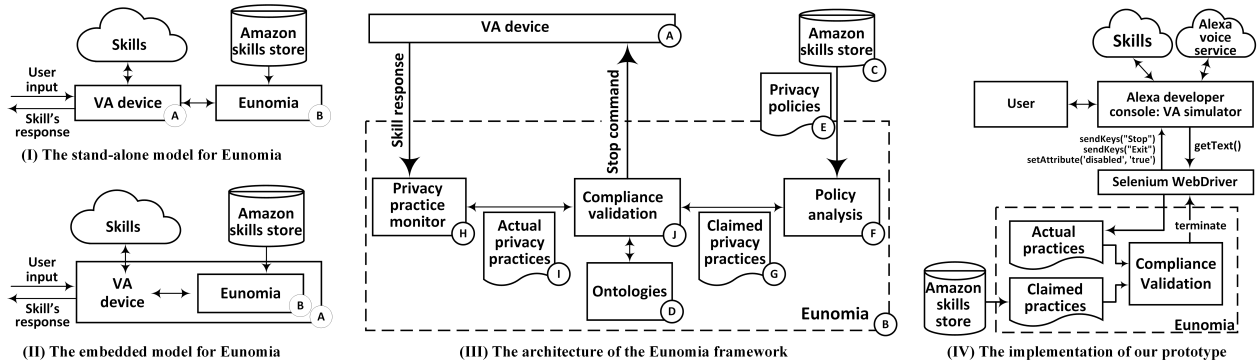 Skills
Amazon
skills store
User
input
VA device
A
Eunomia
B
Skill's
response
(I) The stand-alone model for Eunomia
Skills
Amazon
skills store
User
input
VA
device
Eunomia
B
A
Skill's
response
(II) The embedded model for Eunomia
VA device
A
Amazon
skills store
C
Skill response
Stop command
Privacy
policies
E
Privacy
practice
monitor
H
Compliance
validation
J
Policy
analysis
F
Actual
privacy
practices
I
Claimed
privacy
practices
G
Ontologies
D
Eunomia
B
(III) The architecture of the Eunomia framework
Skills
Alexa
voice
service
User
Alexa developer
console: VA simulator
sendKeys("Stop")
sendKeys("Exit")
setAttribute('disabled', 'true')
getText()
Selenium WebDriver
terminate
Actual
practices
Compliance
Validation
Amazon
skills
store
Claimed
practices
Eunomia
(IV) The implementation of our prototype